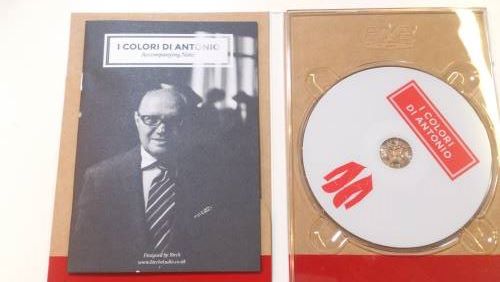 I COLORI DI ANTONIO
Accompanying Notes
Designed by Birch
www.birchstudio.co.uk
I COLORI
DI ANTONIO